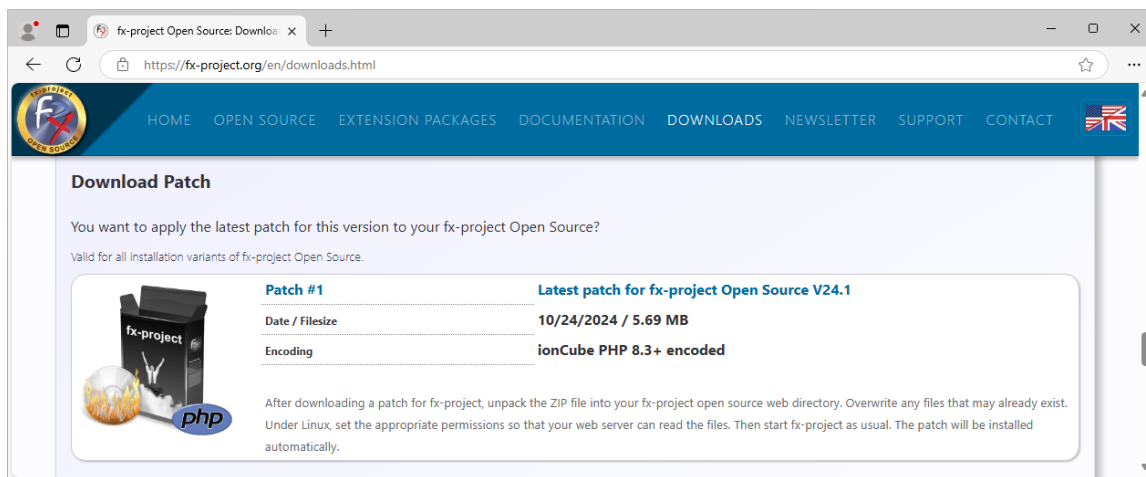 fx-project Open Source: Downloa
https://fx-project.org/en/downloads.html
fx-project
OPEN SOURCE
HOME OPEN SOURCE EXTENSION PACKAGES DOCUMENTATION DOWNLOADS NEWSLETTER SUPPORT CONTACT
Download Patch
You want to apply the latest patch for this version to your fx-project Open Source?
Valid for all installation variants of fx-project Open Source.
fx-project
php
Patch #1 Latest patch for fx-project Open Source V24.1
Date / Filesize 10/24/2024 / 5.69 MB
Encoding ionCube PHP 8.3+ encoded
After downloading a patch for fx-project, unpack the ZIP file into your fx-project open source web directory. Overwrite any files that may already exist.
Under Linux, set the appropriate permissions so that your web server can read the files. Then start fx-project as usual. The patch will be installed
automatically.